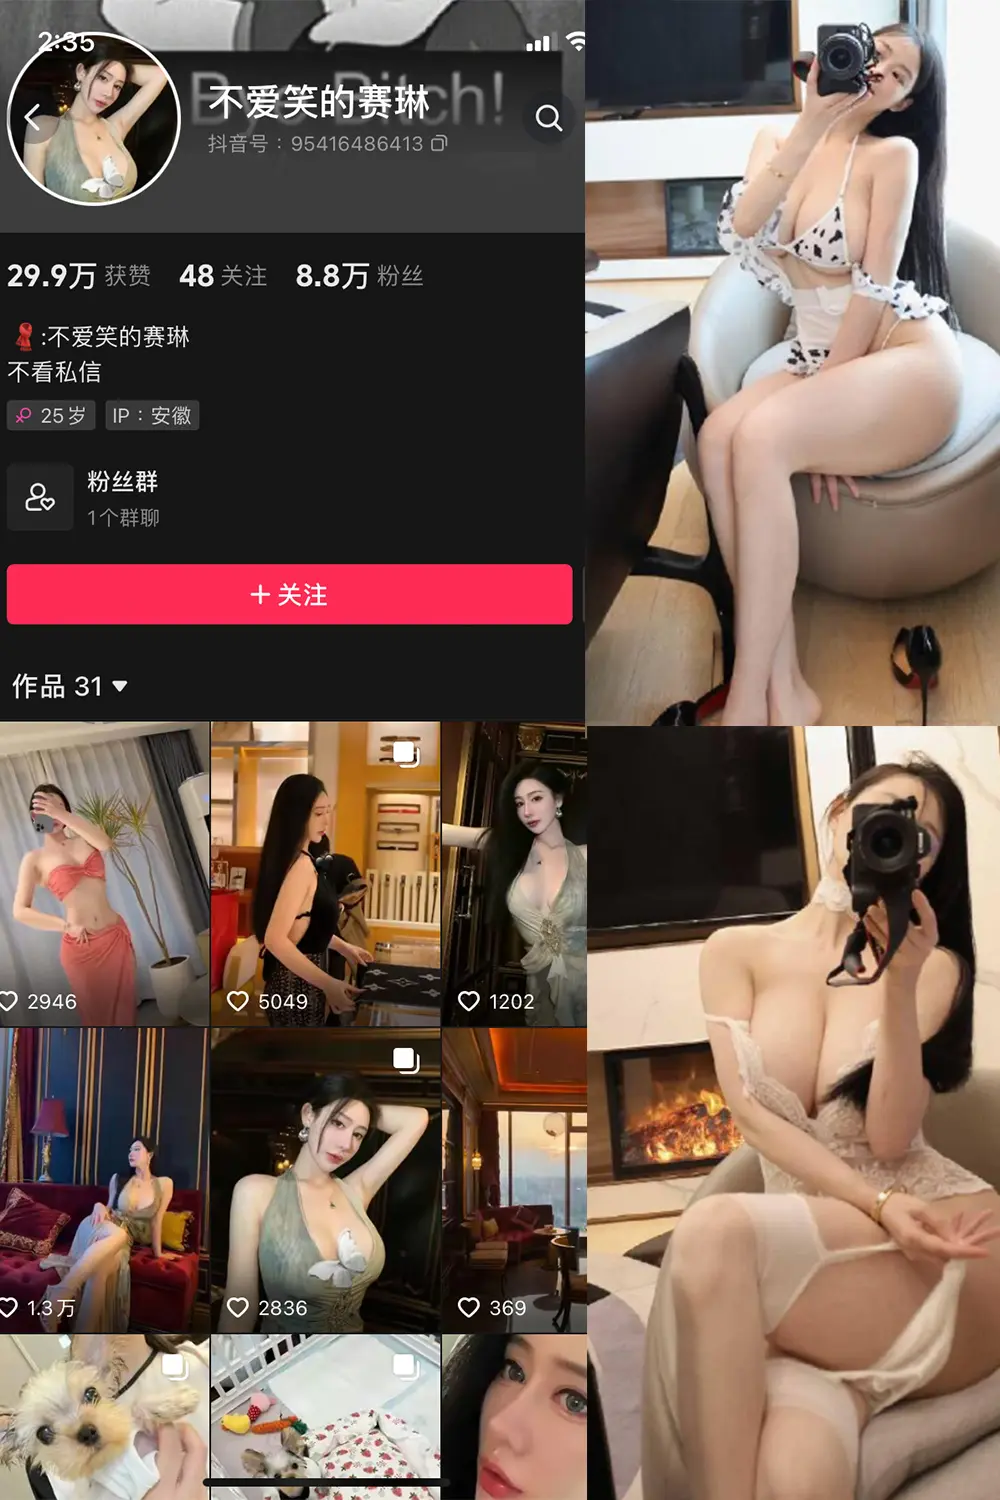 2:35
不爱笑的赛琳
抖音号：95416486413
29.9万 获赞 48 关注 8.8万 粉丝
:不爱笑的赛琳
不看私信
25岁 IP：安徽
粉丝群
1个群聊
+ 关注
作品 31
2946 5049 1202
1.3万 2836 369